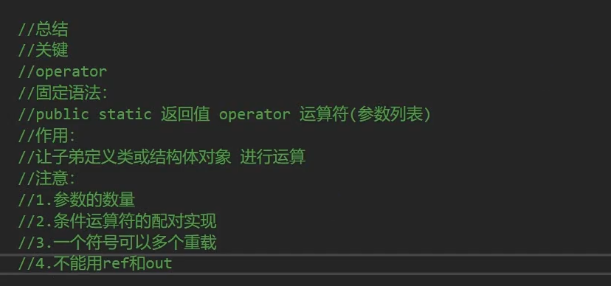 //总结
//关键
//operator
//固定语法:
//public static 返回值 operator 运算符(参数列表)
//作用:
//让子弟定义类或结构体对象 进行运算
//注意:
//1.参数的数量
//2.条件运算符的配对实现
//3.一个符号可以多个重载
//4.不能用ref和out